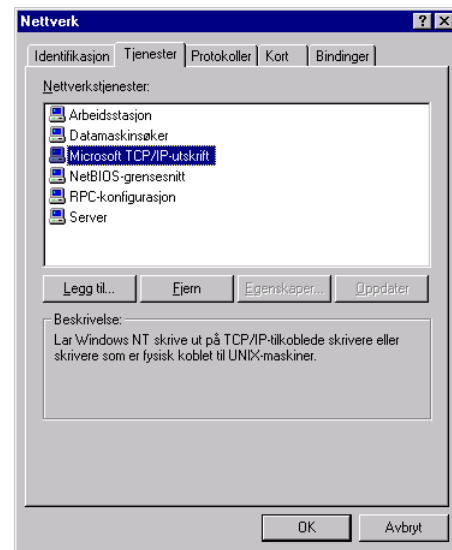 Nettverk
Identifikasjon Tjenester Protokoller Kort Bindinger
Nettverkstjenester:
Arbeidsstasjon
Datamaskinsøker
Microsoft TCP/IP-utskrift
NetBIOS-grensesnitt
RPC-konfigurasjon
Server
Legg til... Fjern Egenskaper... Oppdater
Beskrivelse:
Lar Windows NT skrive ut på TCP/IP-tilkoblede skrivere eller
skrivere som er fysisk koblet til UNIX-maskiner.
OK Avbryt